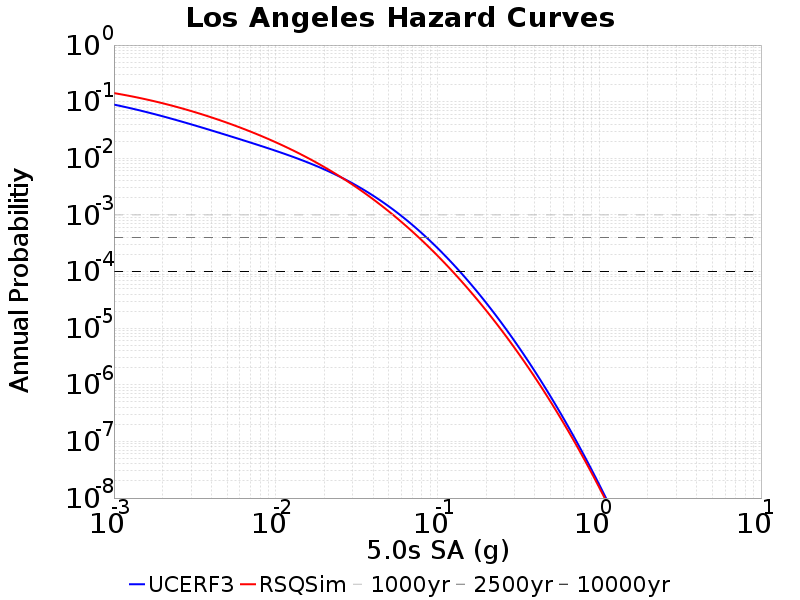 Los Angeles Hazard Curves
10^0
10^-1
10^-2
10^-3
10^-4
10^-5
10^-6
10^-7
10^-8
Annual Probabilitiy
10^-3 10^-2 10^-1 10^0 10^1
5.0s SA (g)
UCERF3 RSQSim 1000yr 2500yr 10000yr